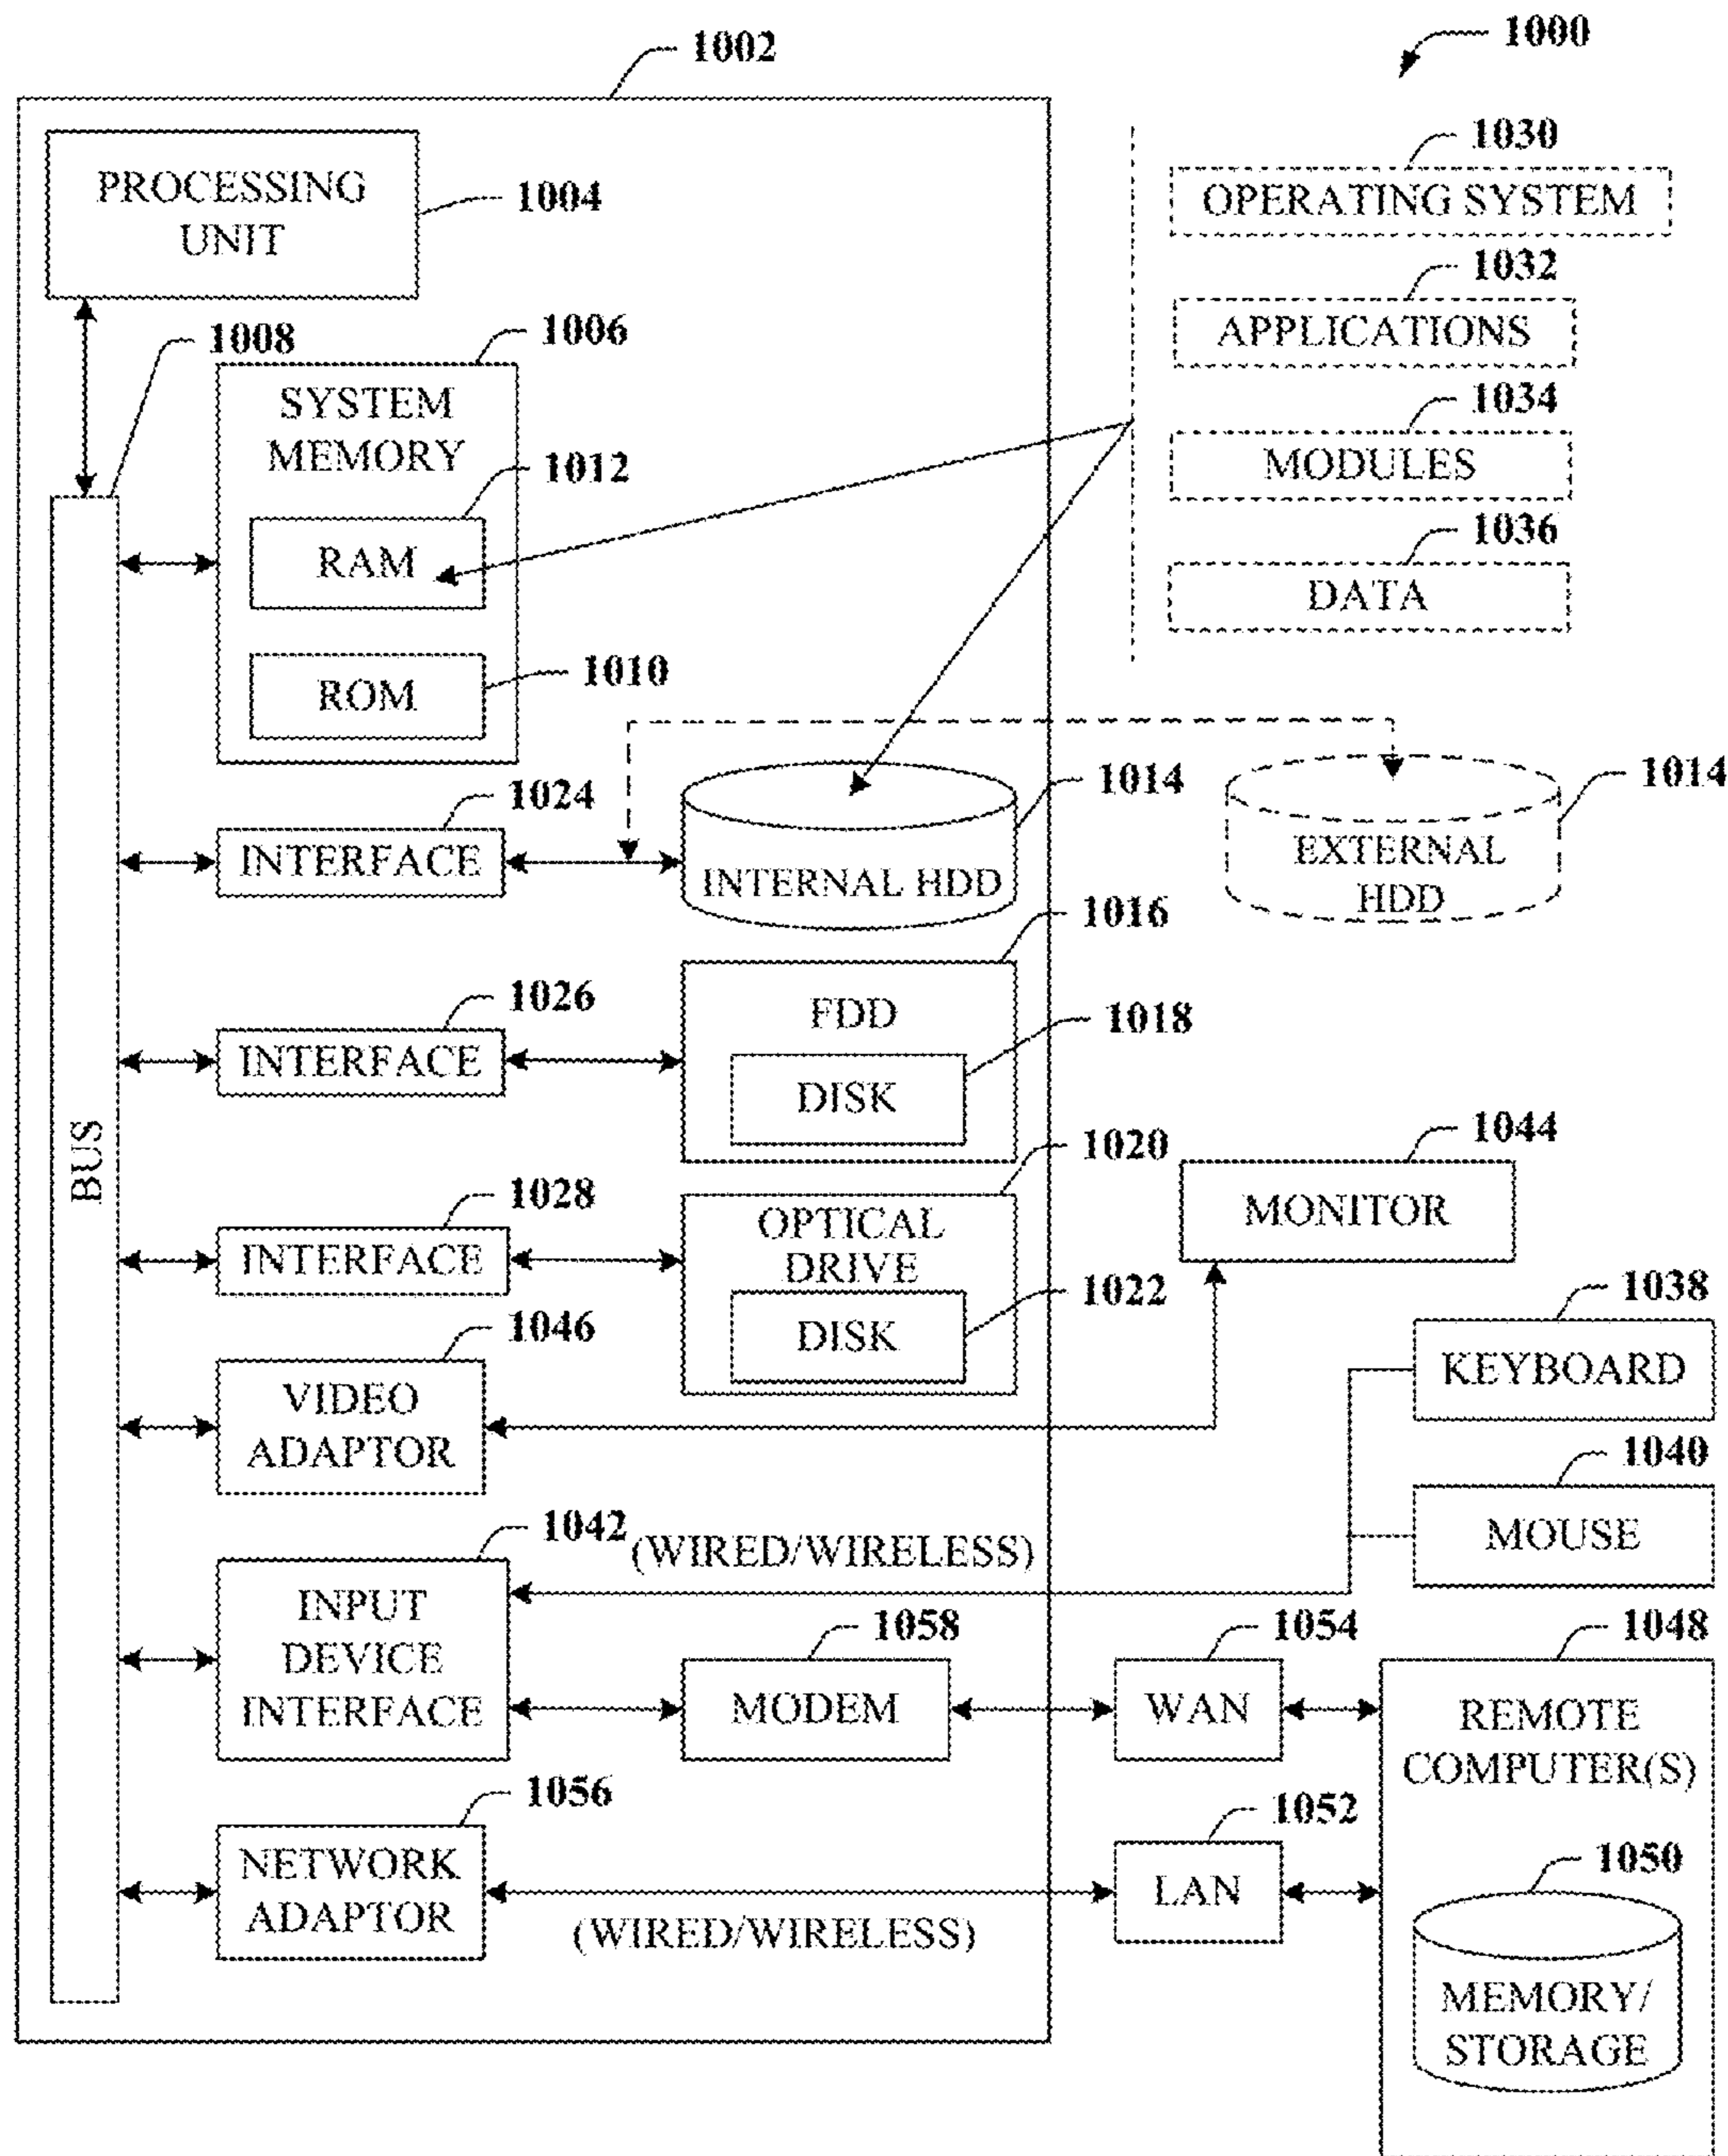 1002
1000
PROCESSING
UNIT
1004
1030
OPERATING SYSTEM
1032
APPLICATIONS
1034
MODULES
1036
DATA
1008
1006
SYSTEM
MEMORY
1012
RAM
1010
ROM
1024
INTERFACE
1014
INTERNAL HDD
1014
EXTERNAL
HDD
1016
FDD
1018
DISK
1026
INTERFACE
BUS
1028
INTERFACE
1020
OPTICAL
DRIVE
1022
DISK
1044
MONITOR
1046
VIDEO
ADAPTOR
1038
KEYBOARD
1040
MOUSE
1042
(WIRED/WIRELESS)
INPUT
DEVICE
INTERFACE
1058
MODEM
1054
WAN
1048
REMOTE
COMPUTER(S)
1056
NETWORK
ADAPTOR
(WIRED/WIRELESS)
1052
LAN
1050
MEMORY/
STORAGE